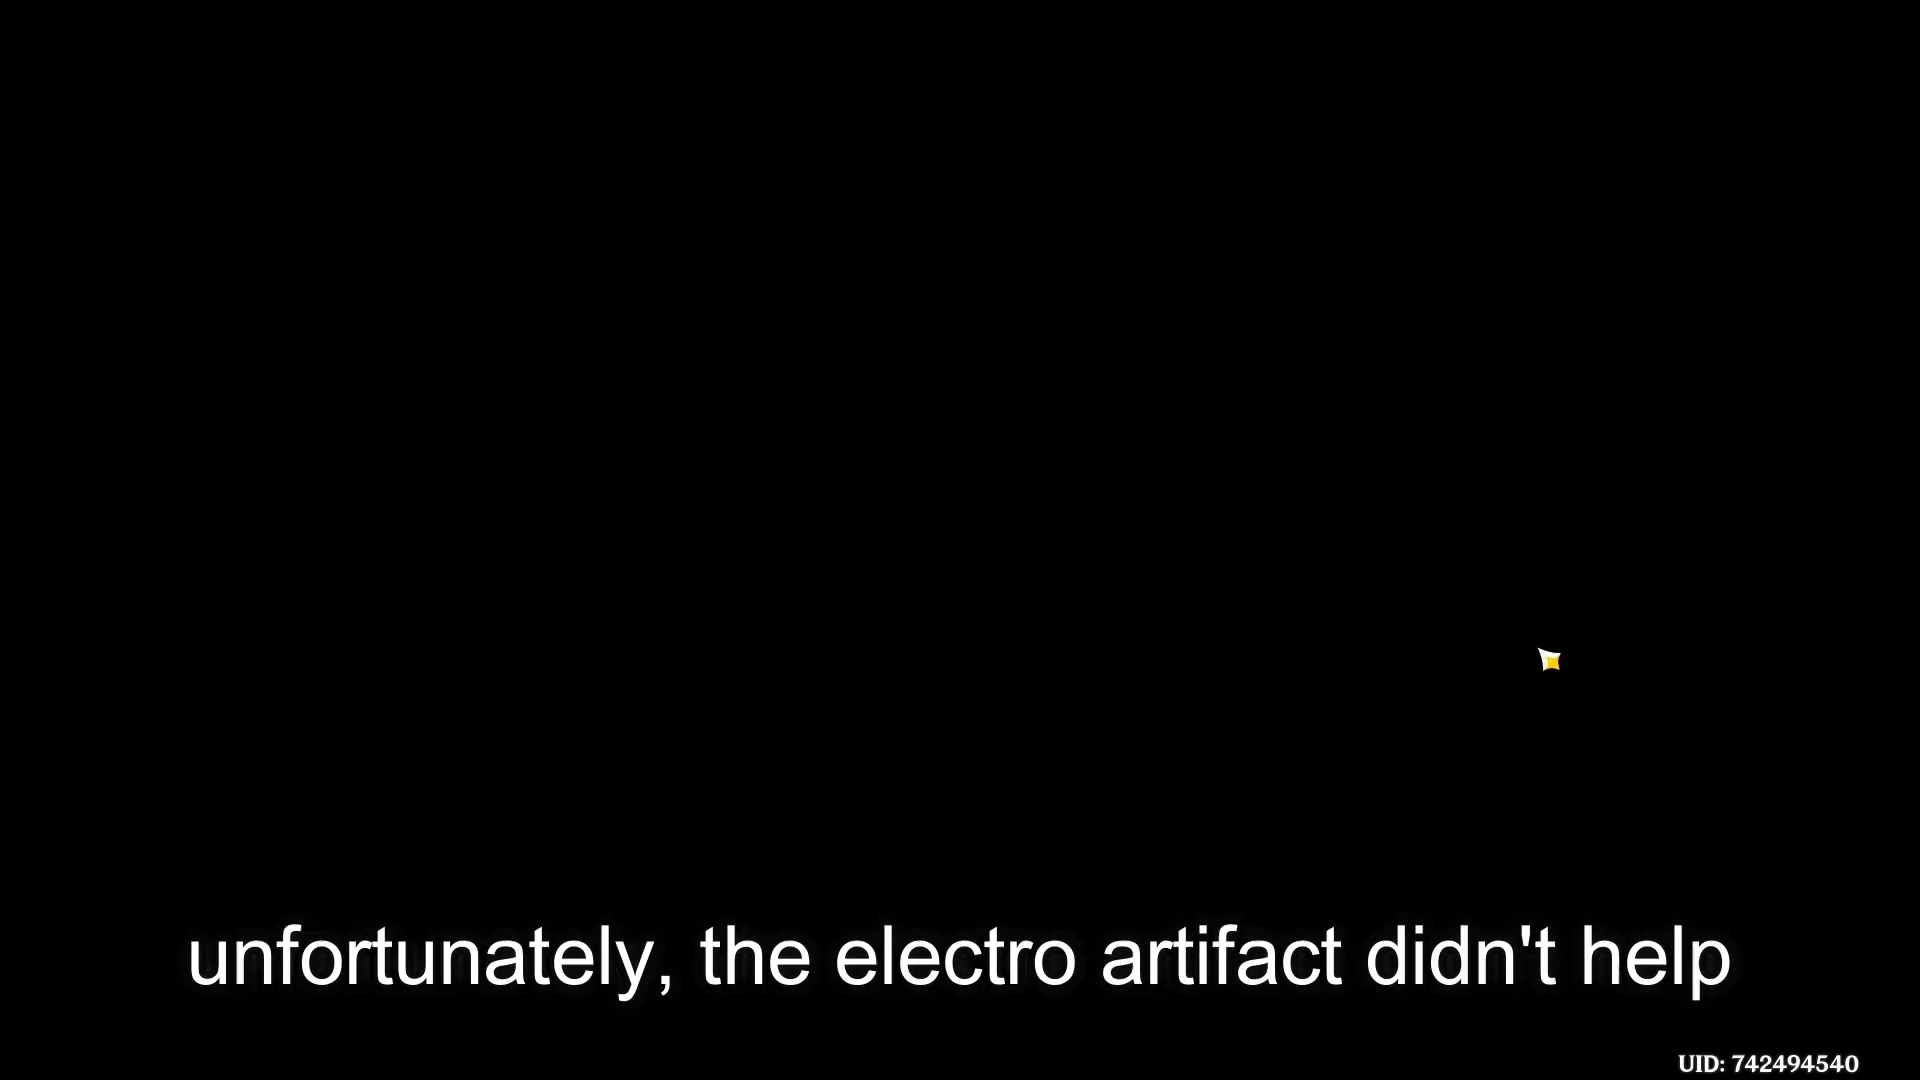 unfortunately, the electro artifact didn't help
UID: 742494540